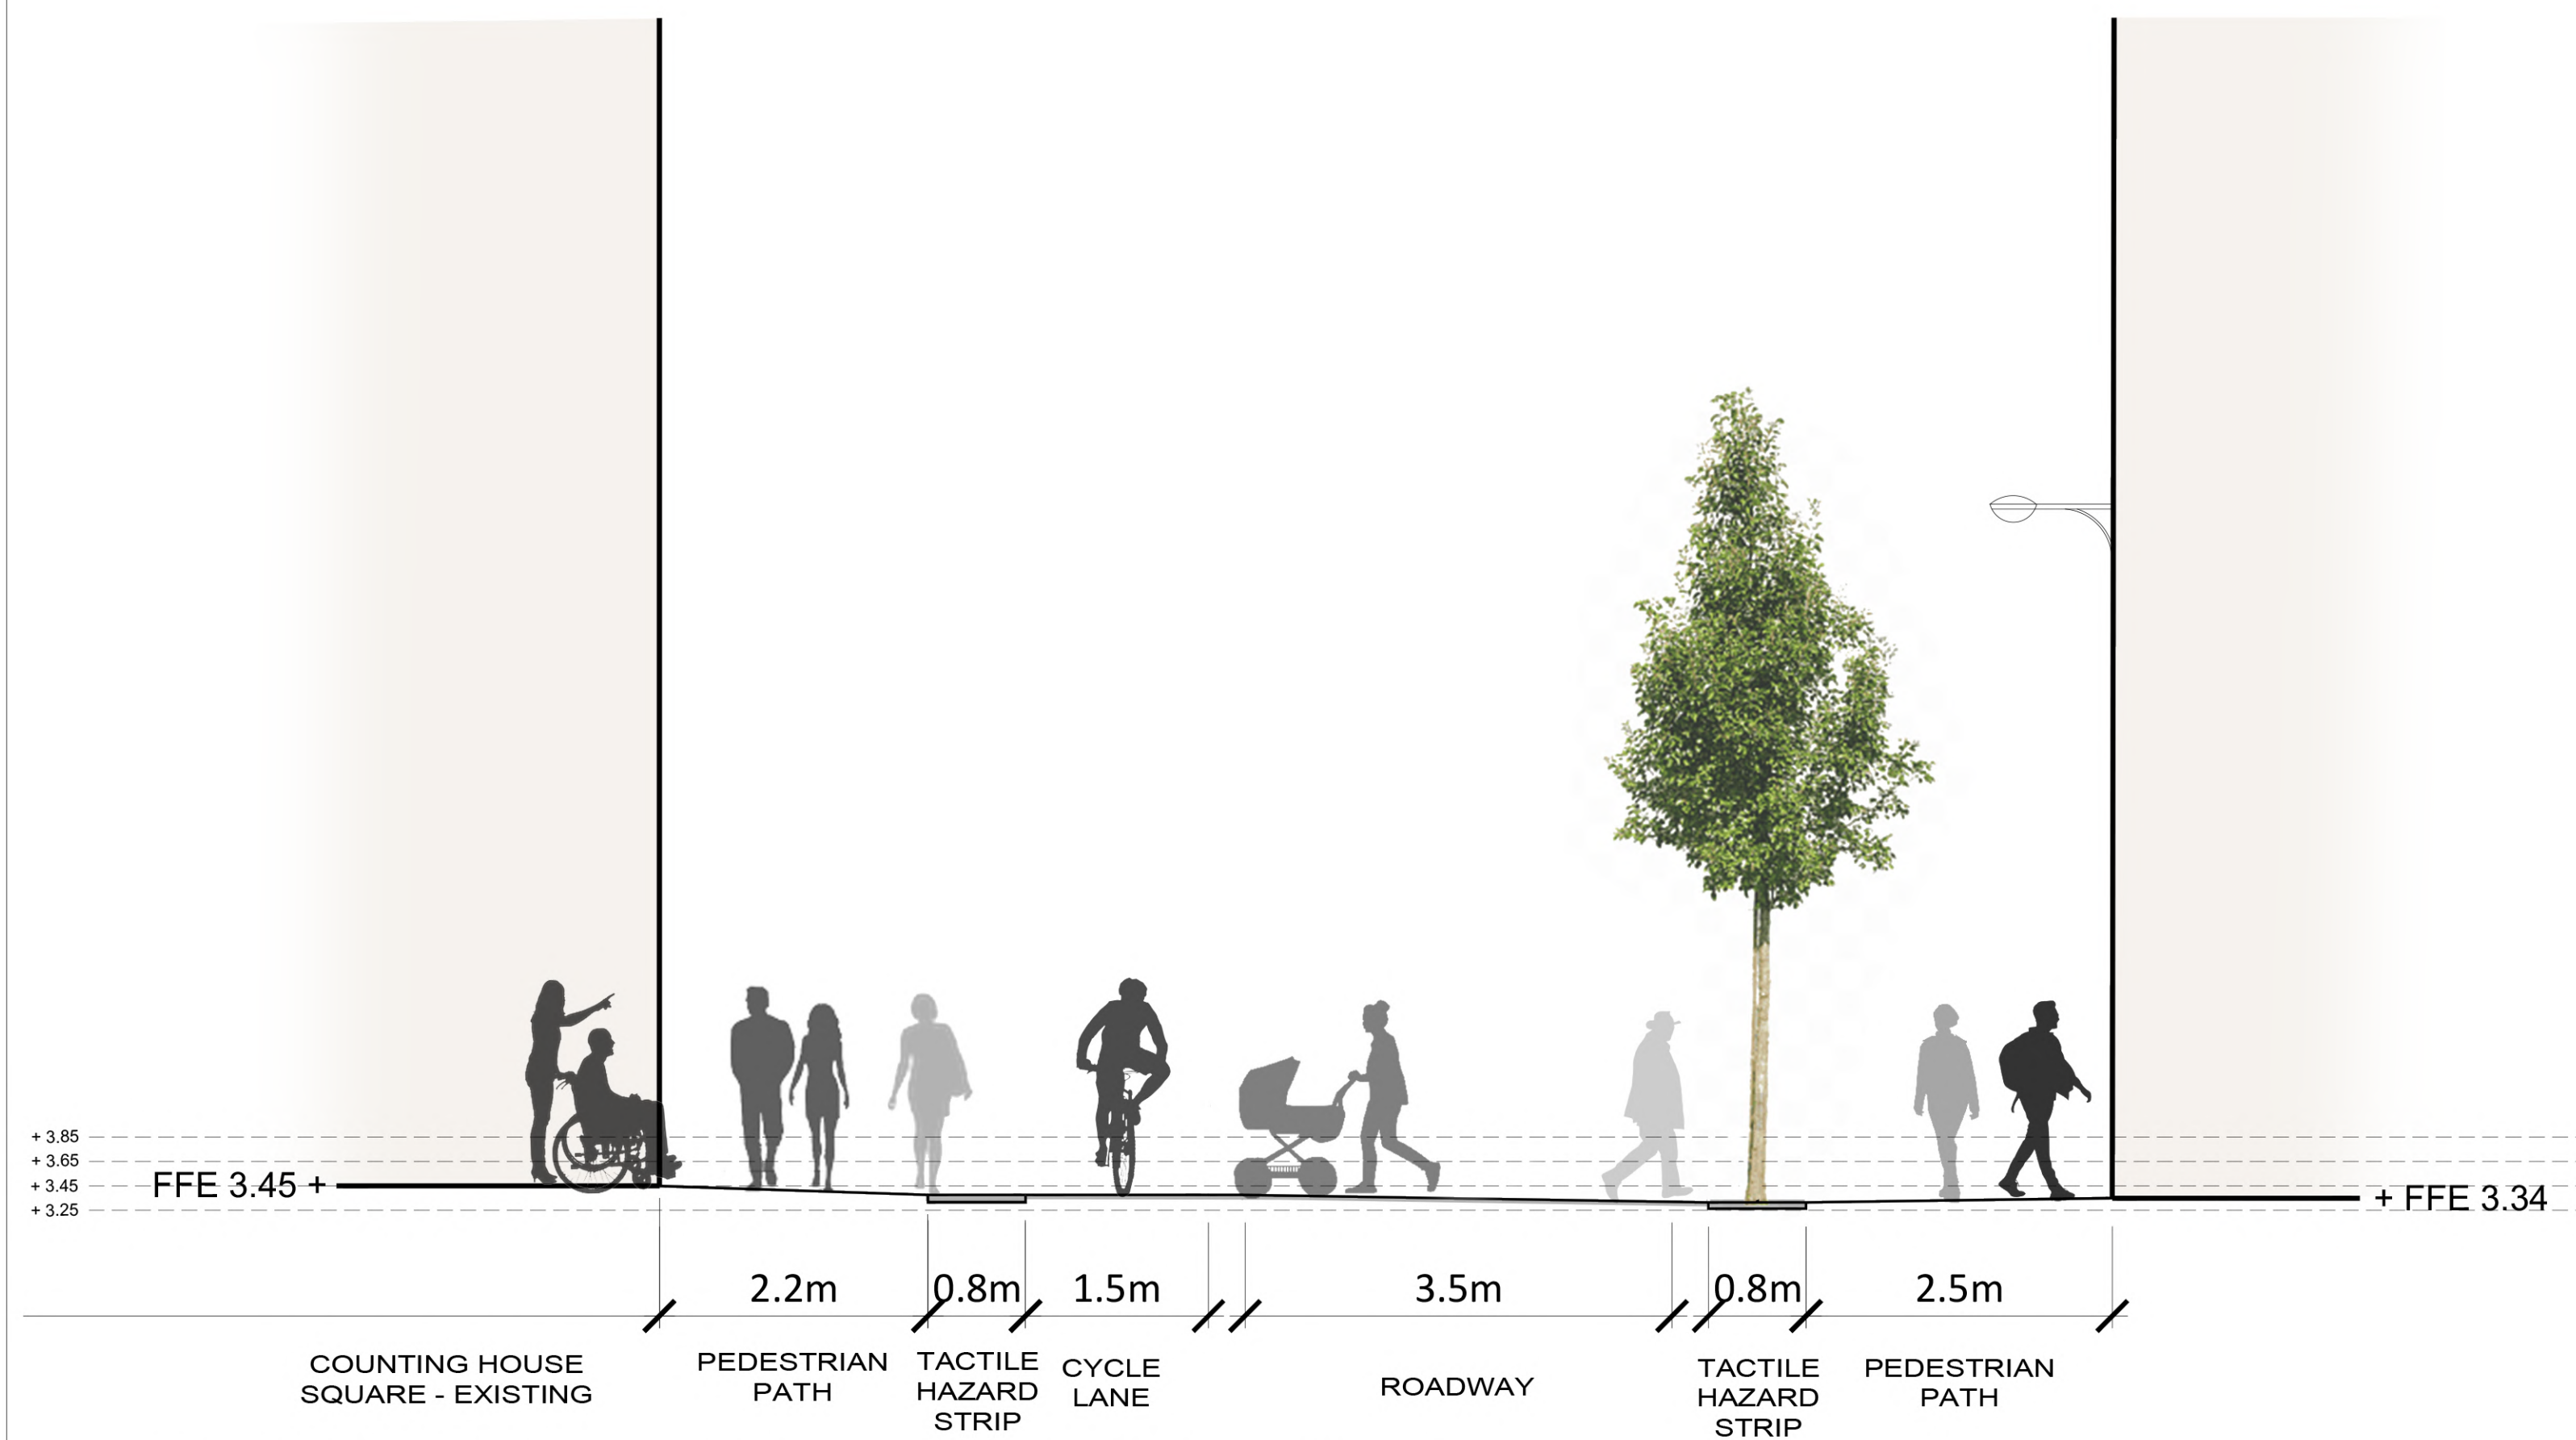 + 3.85
+ 3.65
FFE 3.45 +
+ 3.45
+ 3.25
+ FFE 3.34
2.2m
0.8m
1.5m
3.5m
0.8m
2.5m
COUNTING HOUSE
SQUARE - EXISTING
PEDESTRIAN
PATH
TACTILE
HAZARD
STRIP
CYCLE
LANE
ROADWAY
TACTILE
HAZARD
STRIP
PEDESTRIAN
PATH